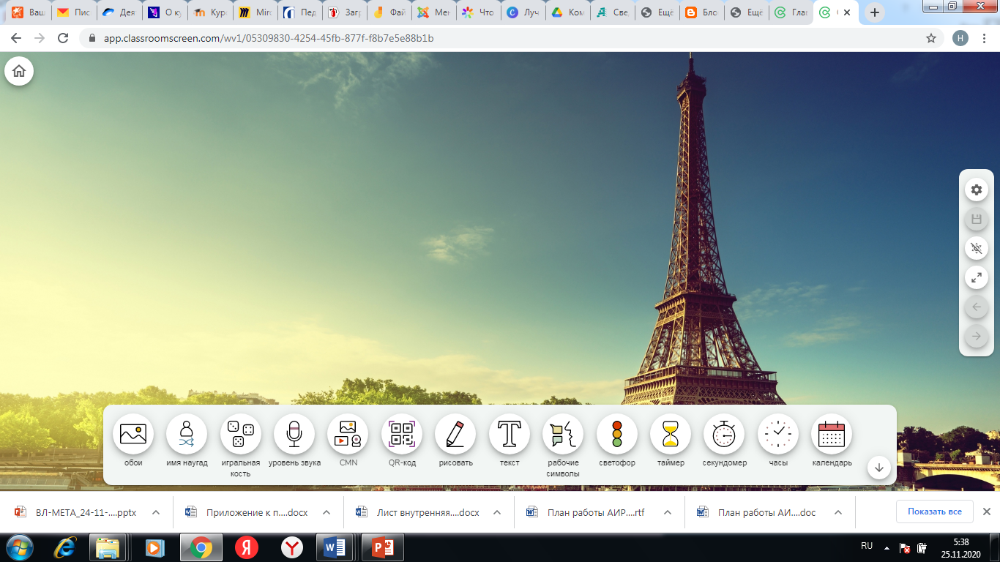 Ваш
Пис
Дея
О ку
Курс
Miro
Пед
Загр
Фай
Мен
Что
Луч
Ком
Све
Ещё
Бло
Ещё
Глав
app.classroomscreen.com/wv1/05309830-4254-45fb-877f-f8b7e5e88b1b
Н
обои
имя наугад
игральная
кость
уровень звука
CMN
QR-код
рисовать
текст
рабочие
символы
светофор
таймер
секундомер
часы
календарь
ВЛ-МЕТА_24-11-....pptx
Приложение к п....docx
Лист внутренняя....docx
План работы АИР....rtf
План работы АИ....doc
Показать все
RU
5:38
25.11.2020